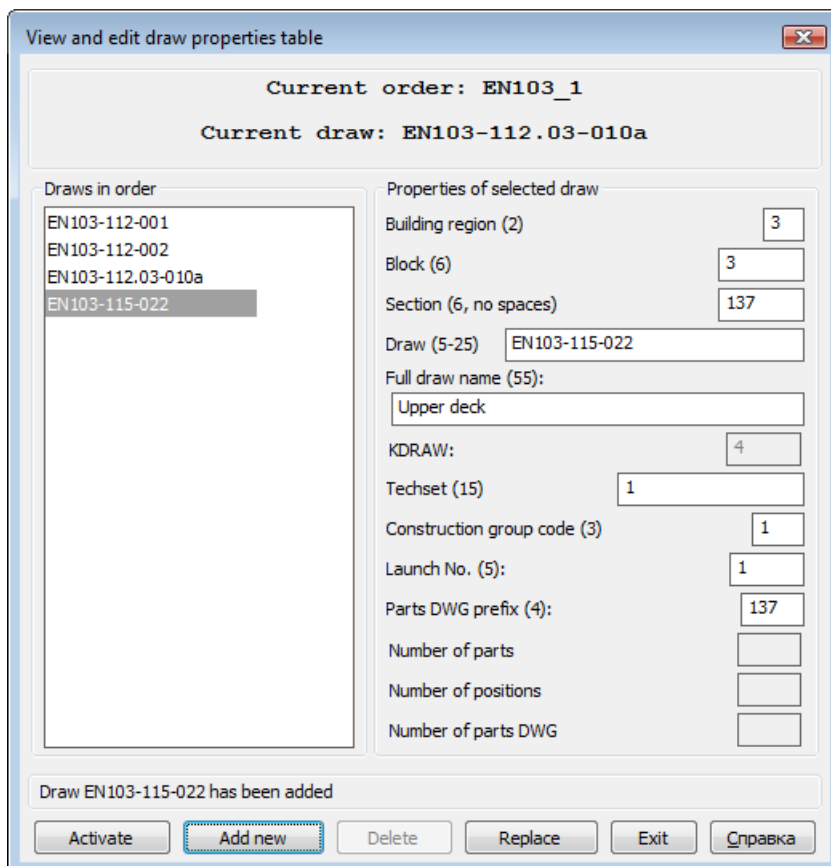 View and edit draw properties table
Current order: EN103_1
Current draw: EN103-112.03-010a
Draws in order
EN103-112-001
EN103-112-002
EN103-112.03-010a
EN103-115-022
Properties of selected draw
Building region (2) 3
Block (6) 3
Section (6, no spaces) 137
Draw (5-25) EN103-115-022
Full draw name (55):
Upper deck
KDRAW: 4
Techset (15) 1
Construction group code (3) 1
Launch No. (5): 1
Parts DWG prefix (4): 137
Number of parts
Number of positions
Number of parts DWG
Draw EN103-115-022 has been added
Activate Add new Delete Replace Exit Справка